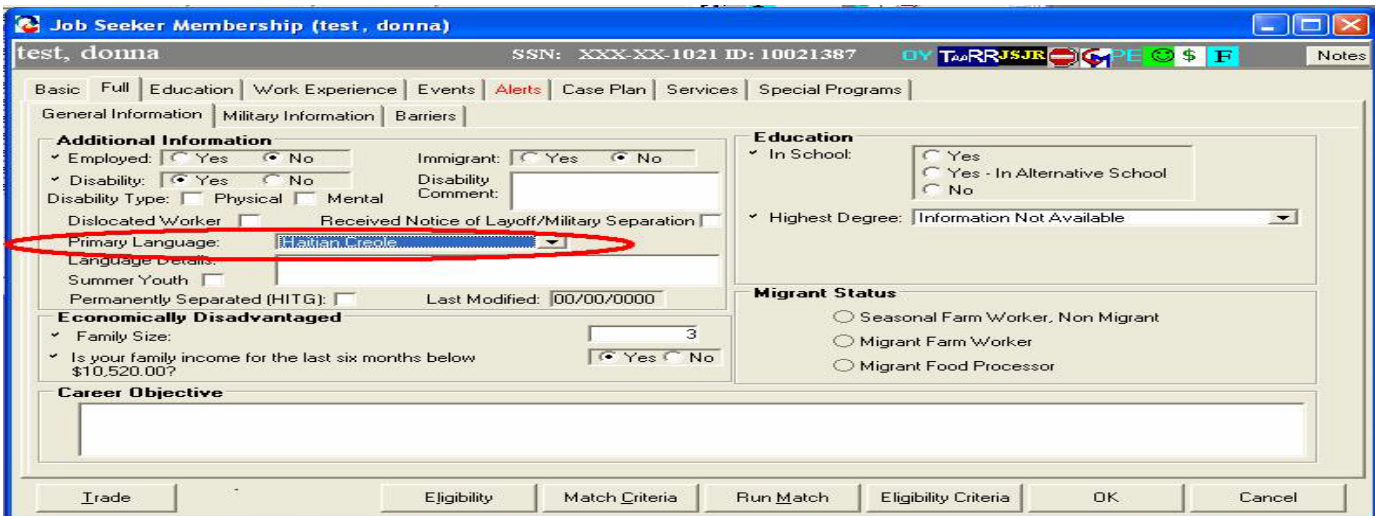 Job Seeker Membership (test, donna)
test, donna SSN: XXX-XX-1021 ID: 10021387 OY TAARR JSJR PE $ F Notes
Basic Full Education Work Experience Events Alerts Case Plan Services Special Programs
General Information Military Information Barriers
Additional Information
Employed: Yes No Immigrant: Yes No
Disability: Yes No Disability Comment:
Disability Type: Physical Mental
Dislocated Worker Received Notice of Layoff/Military Separation
Primary Language: Haitian Creole
Language Details:
Summer Youth
Permanently Separated (HITG): Last Modified: 00/00/0000
Economically Disadvantaged
Family Size: 3
Is your family income for the last six months below Yes No
$10,520.00?
Education
In School: Yes
Yes - In Alternative School
No
Highest Degree: Information Not Available
Migrant Status
Seasonal Farm Worker, Non Migrant
Migrant Farm Worker
Migrant Food Processor
Career Objective
Trade Eligibility Match Criteria Run Match Eligibility Criteria OK Cancel